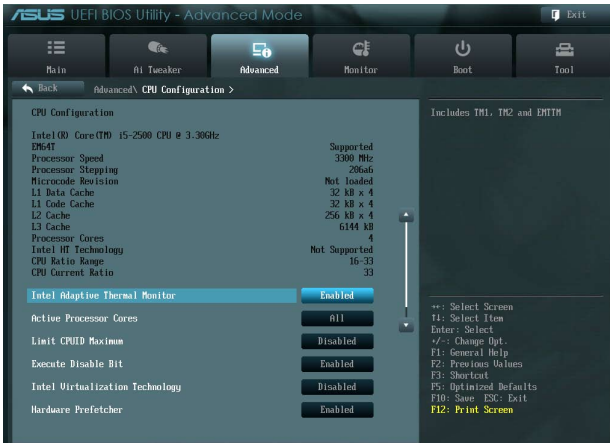 ASUS UEFI BIOS Utility - Advanced Mode
Exit
Main
Ai Tweaker
Advanced
Monitor
Boot
Tool
Back
Advanced\ CPU Configuration >
CPU Configuration
Intel(R) Core(TM) i5-2500 CPU @ 3.30GHz
EM64T Supported
Processor Speed 3300 MHz
Processor Stepping 206a6
Microcode Revision Not loaded
L1 Data Cache 32 kB x 4
L1 Code Cache 32 kB x 4
L2 Cache 256 kB x 4
L3 Cache 6144 kB
Processor Cores 4
Intel HT Technology Not Supported
CPU Ratio Range 16-33
CPU Current Ratio 33
Intel Adaptive Thermal Monitor Enabled
Active Processor Cores All
Limit CPUID Maximum Disabled
Execute Disable Bit Enabled
Intel Virtualization Technology Disabled
Hardware Prefetcher Enabled
Includes TM1, TM2 and EMTTM
→←: Select Screen
↑↓: Select Item
Enter: Select
+/-: Change Opt.
F1: General Help
F2: Previous Values
F3: Shortcut
F5: Optimized Defaults
F10: Save ESC: Exit
F12: Print Screen